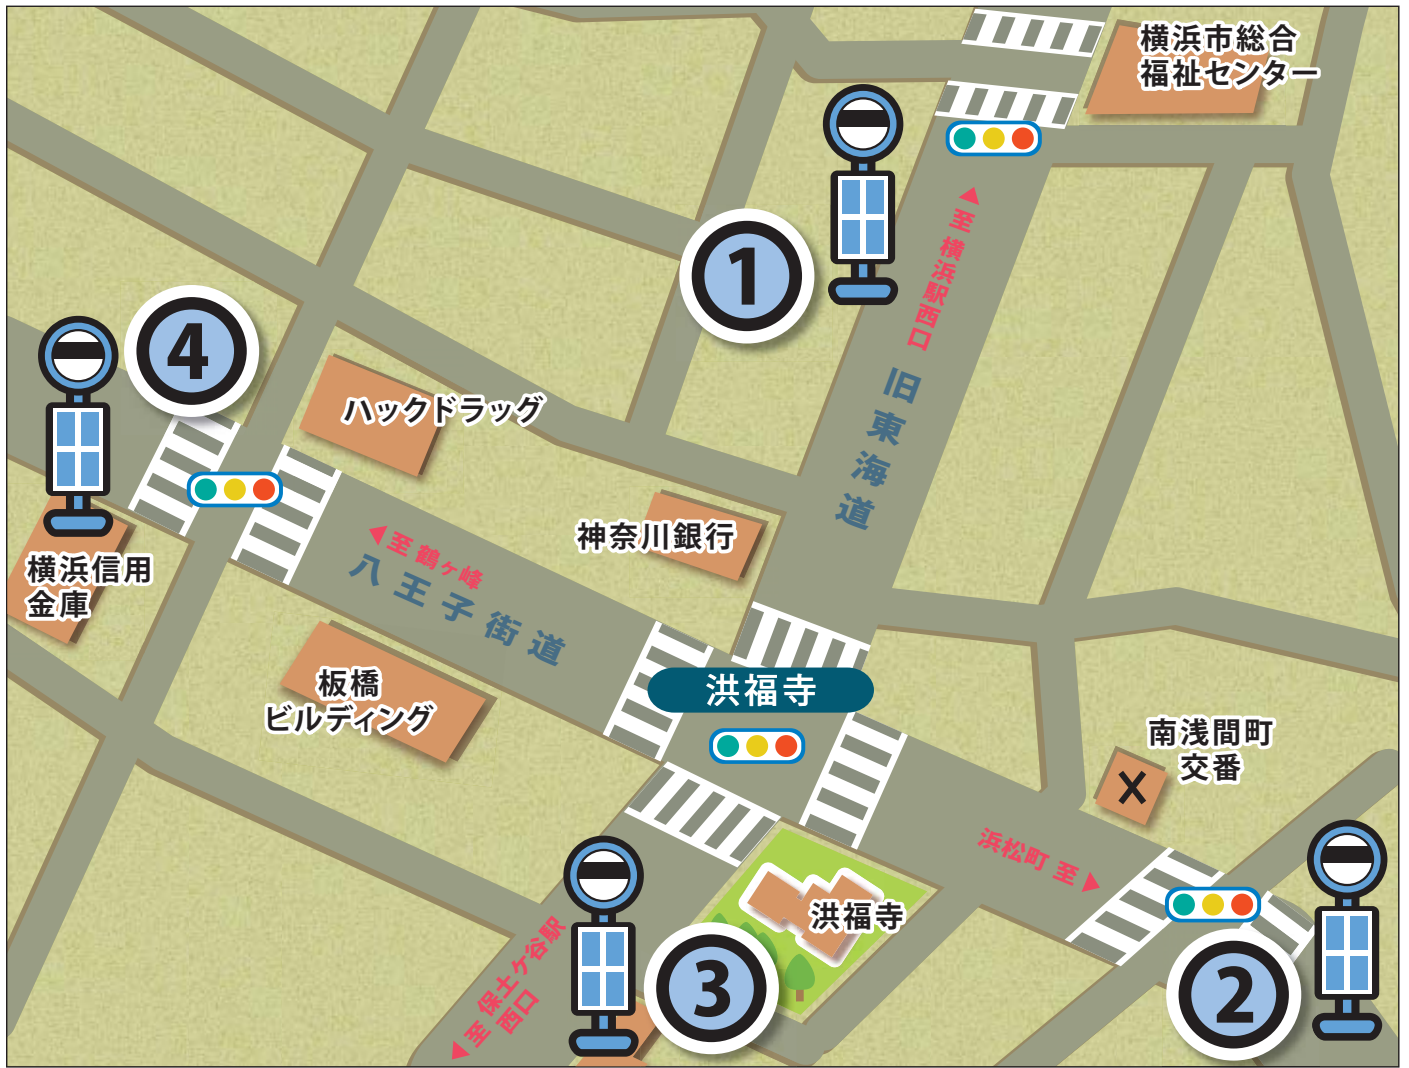 横浜市総合
福祉センター
1
至 横浜駅西口
旧東海道
4
ハックドラッグ
神奈川銀行
至 鶴ヶ峰
八王子街道
横浜信用
金庫
板橋
ビルディング
洪福寺
南浅間町
交番
X
浜松町 至
洪福寺
至 保土ケ谷駅
西口
3
2